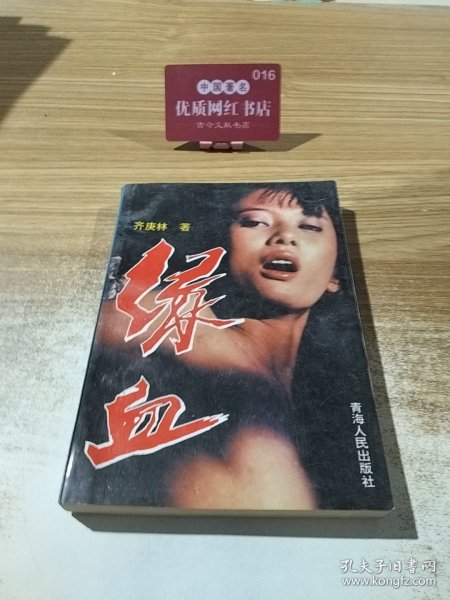 016
中国著名
优质网红书店
古今文献书店
齐庚林 著
绿血
青海人民出版社
孔夫子旧书网
www.kongfz.com